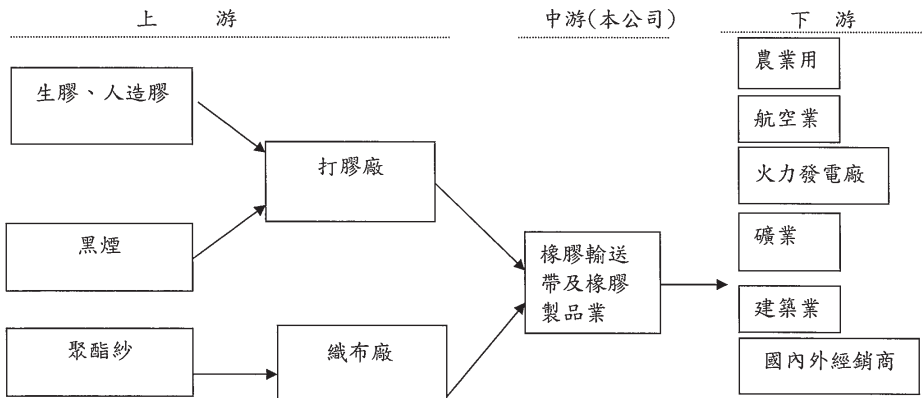 上 游
中游(本公司)
下 游
生膠、人造膠
黑煙
聚酯紗
打膠廠
織布廠
橡膠輸送
帶及橡膠
製品業
農業用
航空業
火力發電廠
礦業
建築業
國內外經銷商